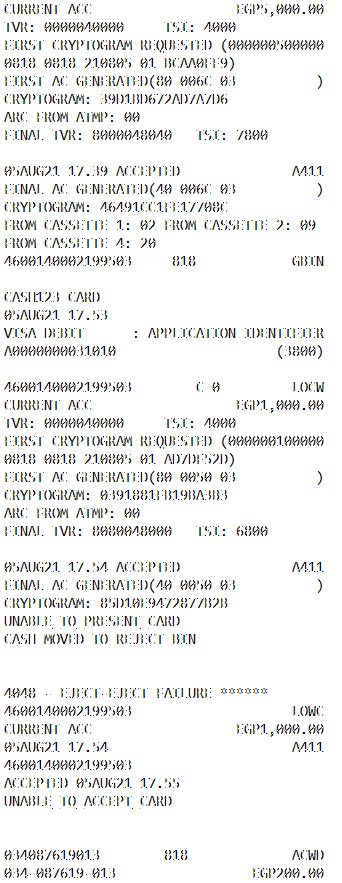 CURRENT ACC EGP5,000.00
TVR: 0000040000 TSI: 4000
FIRST CRYPTOGRAM REQUESTED (000000500000
0818 0818 210805 01 BCAA0FE9)
FIRST AC GENERATED(80 006C 03 )
CRYPTOGRAM: 39D1BD672AD7A7D6
ARC FROM ATMP: 00
FINAL TVR: 8000048040 TSI: 7800
05AUG21 17.39 ACCEPTED A411
FINAL AC GENERATED(40 006C 03 )
CRYPTOGRAM: 46491CC1FE17708C
FROM CASSETTE 1: 02 FROM CASSETTE 2: 09
FROM CASSETTE 4: 20
4600140002199503 818 GBIN
CASH123 CARD
05AUG21 17.53
VISA DEBIT : APPLICATION IDENTIFIER
A0000000031010 (3800)
4600140002199503 C 0 LOCW
CURRENT ACC EGP1,000.00
TVR: 0000040000 TSI: 4000
FIRST CRYPTOGRAM REQUESTED (000000100000
0818 0818 210805 01 AD7DF52D)
FIRST AC GENERATED(80 0050 03 )
CRYPTOGRAM: 0391881FB19BA3B3
ARC FROM ATMP: 00
FINAL TVR: 8080048000 TSI: 6800
05AUG21 17.54 ACCEPTED A411
FINAL AC GENERATED(40 0050 03 )
CRYPTOGRAM: 85D10E9472877B2B
UNABLE TO PRESENT CARD
CASH MOVED TO REJECT BIN
4048 - EJECT-EJECT FAILURE ******
4600140002199503 LOWC
CURRENT ACC EGP1,000.00
05AUG21 17.54 A411
4600140002199503
ACCEPTED 05AUG21 17.55
UNABLE TO ACCEPT CARD
034087619013 818 ACWD
034-087619-013 EGP200.00